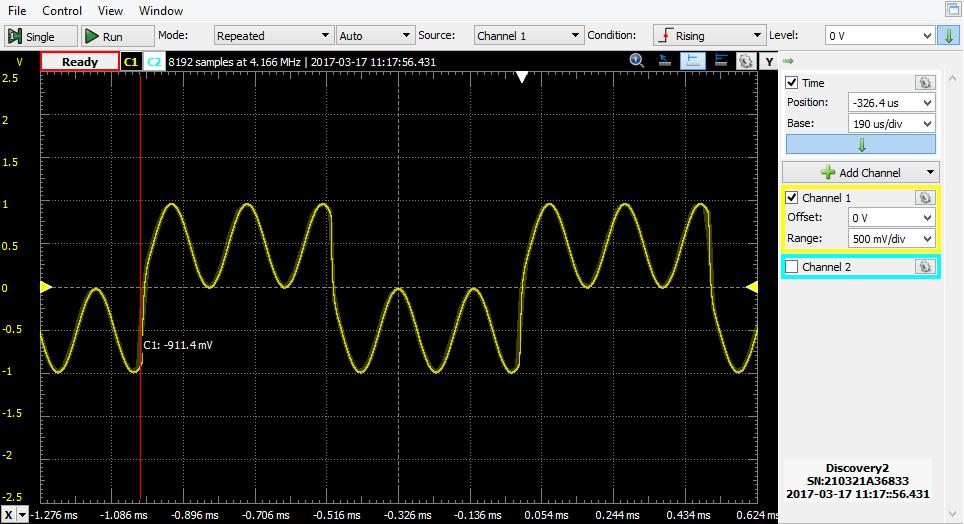 File Control View Window
Single Run Mode: Repeated Auto Source: Channel 1 Condition: Rising Level: 0 V
V Ready C1 C2 8192 samples at 4.166 MHz | 2017-03-17 11:17:56.431 Y
2.5
2
1.5
1
0.5
0
-0.5
-1
-1.5
-2
-2.5
C1: -911.4 mV
X -1.276 ms -1.086 ms -0.896 ms -0.706 ms -0.516 ms -0.326 ms -0.136 ms 0.054 ms 0.244 ms 0.434 ms 0.624 ms
Time
Position: -326.4 us
Base: 190 us/div
Add Channel
Channel 1
Offset: 0 V
Range: 500 mV/div
Channel 2
Discovery2
SN:210321A36833
2017-03-17 11:17:56.431